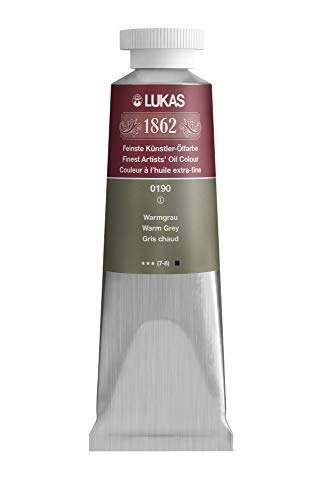 LUKAS
1862
Feinste Künstler-Ölfarbe
Finest Artists' Oil Colour
Couleur à l'huile extra-fine
0190
1
Warmgrau
Warm Grey
Gris chaud
★★★ (7-8) ■